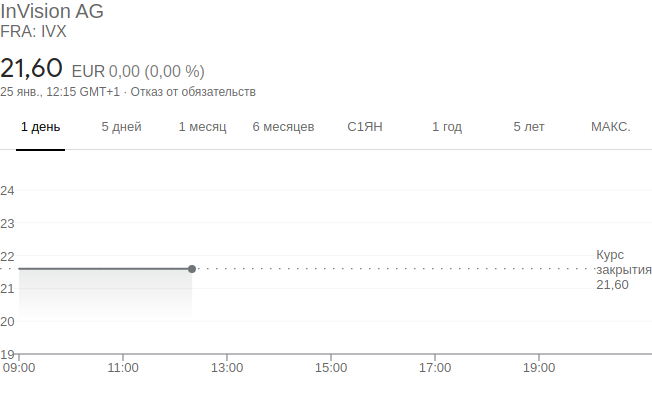 InVision AG
FRA: IVX
21,60 EUR 0,00 (0,00 %)
25 янв., 12:15 GMT+1 · Отказ от обязательств
1 день 5 дней 1 месяц 6 месяцев С1ЯН 1 год 5 лет МАКС.
24
23
22
21
20
19
Курс
закрытия
21,60
09:00 11:00 13:00 15:00 17:00 19:00